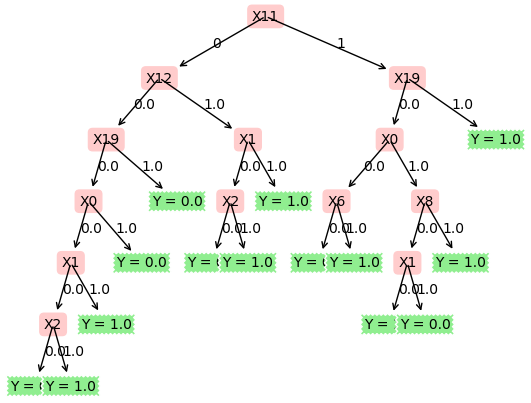 X11
0 1
X12 X19
0.0 1.0 0.0 1.0
X19 X1 X0 Y = 1.0
0.0 1.0 0.0 1.0 0.0 1.0
X0 Y = 0.0 X2 Y = 1.0 X6 X8
0.0 1.0 0.0 1.0 0.0 1.0 0.0 1.0
X1 Y = 0.0 Y = Y = 1.0 Y = Y = 1.0 X1 Y = 1.0
0.0 1.0 0.0 1.0
X2 Y = 1.0 Y = Y = 0.0
0.0 1.0
Y = Y = 1.0